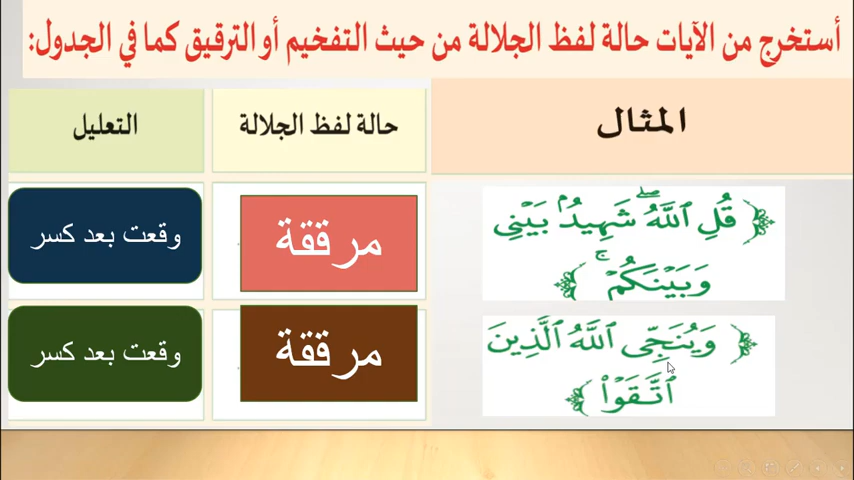 أستخرج من الآيات حالة لفظ الجلالة من حيث التفخيم أو الترقيق كما في الجدول:
المثال
حالة لفظ الجلالة
التعليل
﴿ قُلِ ٱللَّهُۖ شَهِيدُۢ بَيْنِى
وَبَيْنَكُمْۚ ﴾
مرققة
وقعت بعد كسر
﴿ وَيُنَجِّى ٱللَّهُ ٱلَّذِينَ
ٱتَّقَوْا۟ ﴾
مرققة
وقعت بعد كسر